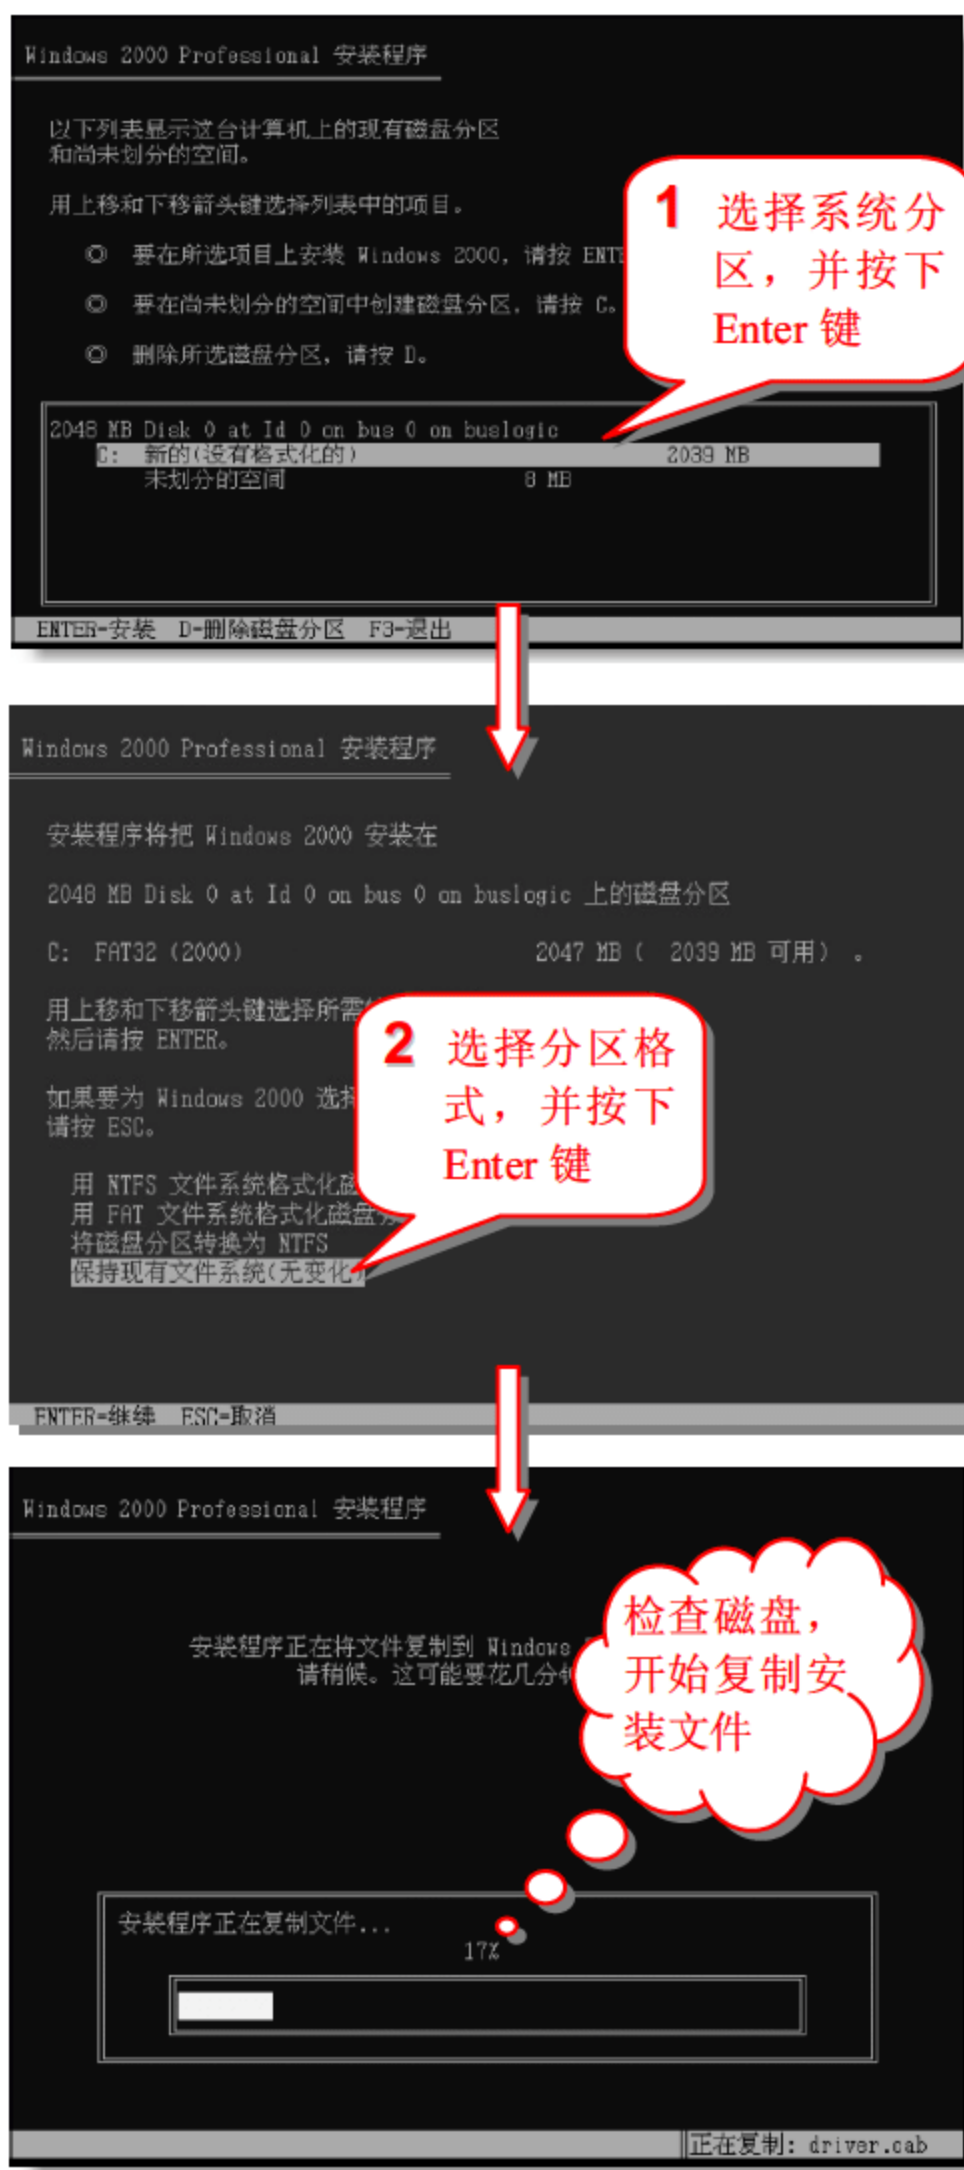 Windows 2000 Professional 安装程序
以下列表显示这台计算机上的现有磁盘分区
和尚未划分的空间。
用上移和下移箭头键选择列表中的项目。
◎ 要在所选项目上安装 Windows 2000，请按
◎ 要在尚未划分的空间中创建磁盘分区，请按 C。
◎ 删除所选磁盘分区，请按 D。
1 选择系统分
区，并按下
Enter 键
2048 MB Disk 0 at Id 0 on bus 0 on buslogic
C: 新的(没有格式化的) 2039 MB
未划分的空间 8 MB
ENTER=安装 D=删除磁盘分区 F3=退出
Windows 2000 Professional 安装程序
安装程序将把 Windows 2000 安装在
2048 MB Disk 0 at Id 0 on bus 0 on buslogic 上的磁盘分区
C: FAT32 (2000) 2047 MB ( 2039 MB 可用) 。
用上移和下移箭头键选择所需
然后请按 ENTER。
如果要为 Windows 2000 选择
请按 ESC。
2 选择分区格
式，并按下
Enter 键
用 NTFS 文件系统格式化
用 FAT 文件系统格式化磁盘
将磁盘分区转换为 NTFS
保持现有文件系统(无变化)
ENTER=继续 ESC=取消
Windows 2000 Professional 安装程序
安装程序正在将文件复制到 Windows
请稍候。这可能要花几分钟
检查磁盘，
开始复制安
装文件
安装程序正在复制文件...
17%
正在复制: driver.cab